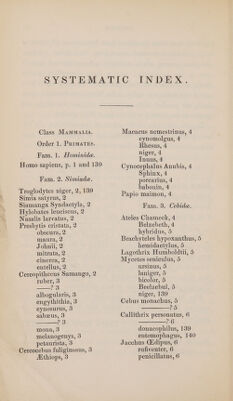 SYSTEMATIC INDEX.
Class MAMMALIA.
Order 1. PRIMATES.
Fam. 1. Hominidæ.
Homo sapiens, p. 1 and 139
Fam. 2. Simiadæ.
Troglodytes niger, 2, 139
Simia satyrus, 2
Siamanga Syndactyla, 2
Hylobates leuciscus, 2
Nasalis larvatus, 2
Presbytis cristata, 2
obscura, 2
maura, 2
Johnii, 2
mitrata, 2
cinerea, 2
entellus, 2
Cercopithecus Samango, 2
ruber, 3
——? 3
albogularis, 3
engythithia, 3
cynosurus, 3
sabæus, 3
——? 3
mona, 3
melanogenys, 3
petaurista, 3
Cercocebus fuliginosus, 3
Æthiops, 3
Macacus nemestrinus, 4
cynomolgus, 4
Rhesus, 4
niger, 4
Inuus, 4
Cynocephalus Anubis, 4
Sphinx, 4
porcarius, 4
babouin, 4
Papio maimon, 4
Fam. 3. Cebidæ.
Ateles Chameck, 4
Belzebeth, 4
hybridus, 5
Brachyteles hypoxanthus, 5
hemidactylus, 5
Lagothrix Humboldtii, 5
Mycetes seniculus, 5
ursinus, 5
laniger, 5
bicolor, 5
Beelzebul, 5
niger, 139
Cebus monachus, 5
——? 5
Callithrix personatus, 6
——? 6
donacophilus, 139
entomophagus, 140
Jacchus Œdipus, 6
rufiventer, 6
penicillatus, 6